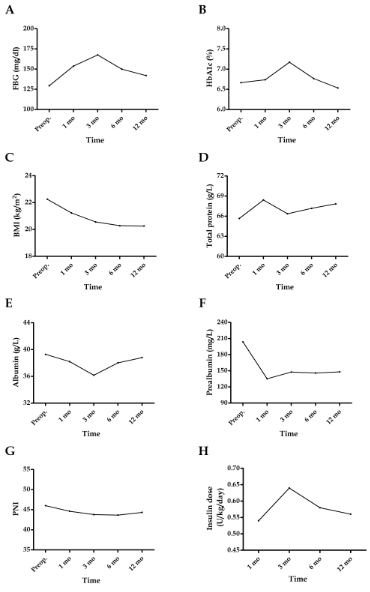 A
FBG (mg/dl)
200
175
150
125
100
Preop.
1 mo
3 mo
6 mo
12 mo
Time
B
HbA1c (%)
8.0
7.5
7.0
6.5
6.0
Preop.
1 mo
3 mo
6 mo
12 mo
Time
C
BMI (kg/m²)
24
22
20
18
Preop.
1 mo
3 mo
6 mo
12 mo
Time
D
Total protein (g/L)
72
69
66
63
60
Preop.
1 mo
3 mo
6 mo
12 mo
Time
E
Albumin (g/L)
44
40
36
32
Preop.
1 mo
3 mo
6 mo
12 mo
Time
F
Prealbumin (mg/L)
240
210
180
150
120
90
Preop.
1 mo
3 mo
6 mo
12 mo
Time
G
PNI
55
50
45
40
35
Preop.
1 mo
3 mo
6 mo
12 mo
Time
H
Insulin dose
(U/kg/day)
0.70
0.65
0.60
0.55
0.50
0.45
1 mo
3 mo
6 mo
12 mo
Time